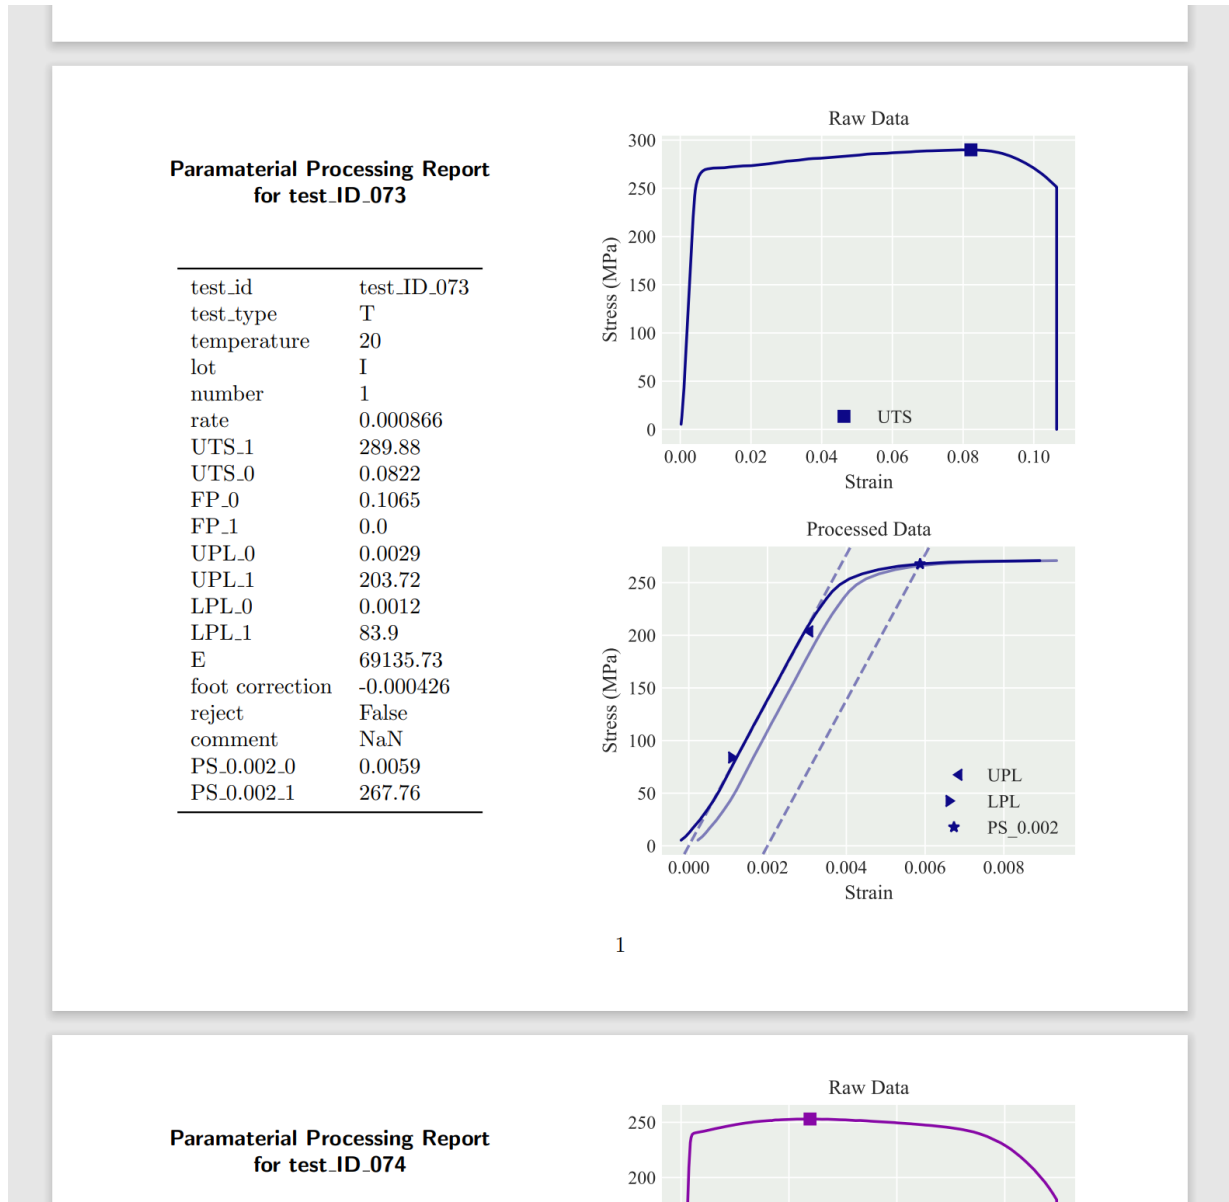 Paramaterial Processing Report
for test_ID_073
test_id test_ID_073
test_type T
temperature 20
lot I
number 1
rate 0.000866
UTS_1 289.88
UTS_0 0.0822
FP_0 0.1065
FP_1 0.0
UPL_0 0.0029
UPL_1 203.72
LPL_0 0.0012
LPL_1 83.9
E 69135.73
foot correction -0.000426
reject False
comment NaN
PS_0.002_0 0.0059
PS_0.002_1 267.76
Raw Data
Stress (MPa)
300
250
200
150
100
50
0
UTS
0.00 0.02 0.04 0.06 0.08 0.10
Strain
Processed Data
Stress (MPa)
250
200
150
100
50
0
UPL
LPL
PS_0.002
0.000 0.002 0.004 0.006 0.008
Strain
1
Paramaterial Processing Report
for test_ID_074
Raw Data
250
200